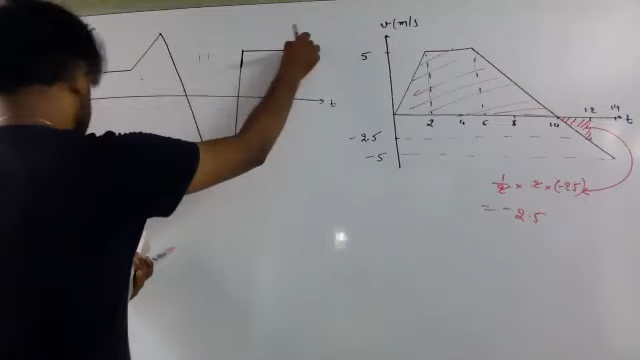 t
v (m/s
5
-2.5
-5
2 4 6 8 10 12 14
t
1/2 × 2 × (-2.5)
= -2.5